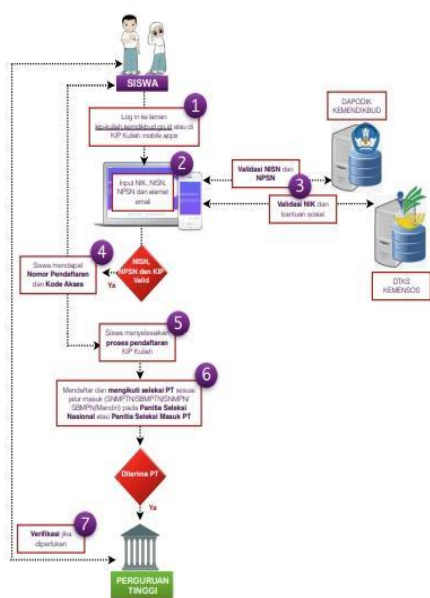 SISWA
1
Log in ke laman
kip-kuliah.kemdikbud.go.id atau di
KIP Kuliah mobile apps
DAPODIK
KEMENDIKBUD
2
Input NIK, NISN,
NPSN dan alamat
email
Validasi NISN dan
NPSN
3
Validasi NIK dan
bantuan sosial
DTKS
KEMENSOS
4
Siswa mendapat
Nomor Pendaftaran
dan Kode Akses
Ya
NISN,
NPSN dan KIP
Valid
5
Siswa menyelesaikan
proses pendaftaran
KIP Kuliah
6
Mendaftar dan mengikuti seleksi PT sesuai
jalur masuk (SNMPTN/SBMPTN/SNMPN/
SBMPN/Mandiri) pada Panitia Seleksi
Nasional atau Panitia Seleksi Masuk PT
Diterima PT
Ya
7
Verifikasi jika
diperlukan
PERGURUAN
TINGGI